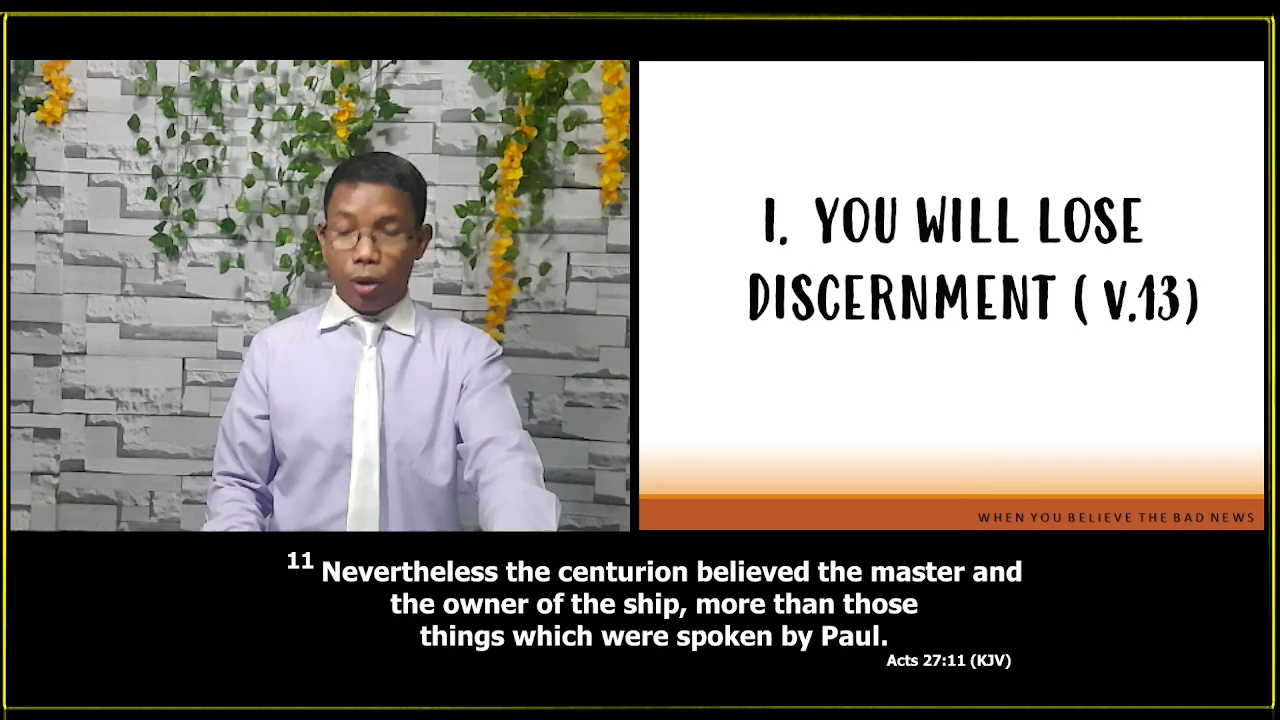 I. YOU WILL LOSE
DISCERNMENT ( V.13)
WHEN YOU BELIEVE THE BAD NEWS
11 Nevertheless the centurion believed the master and
the owner of the ship, more than those
things which were spoken by Paul.
Acts 27:11 (KJV)